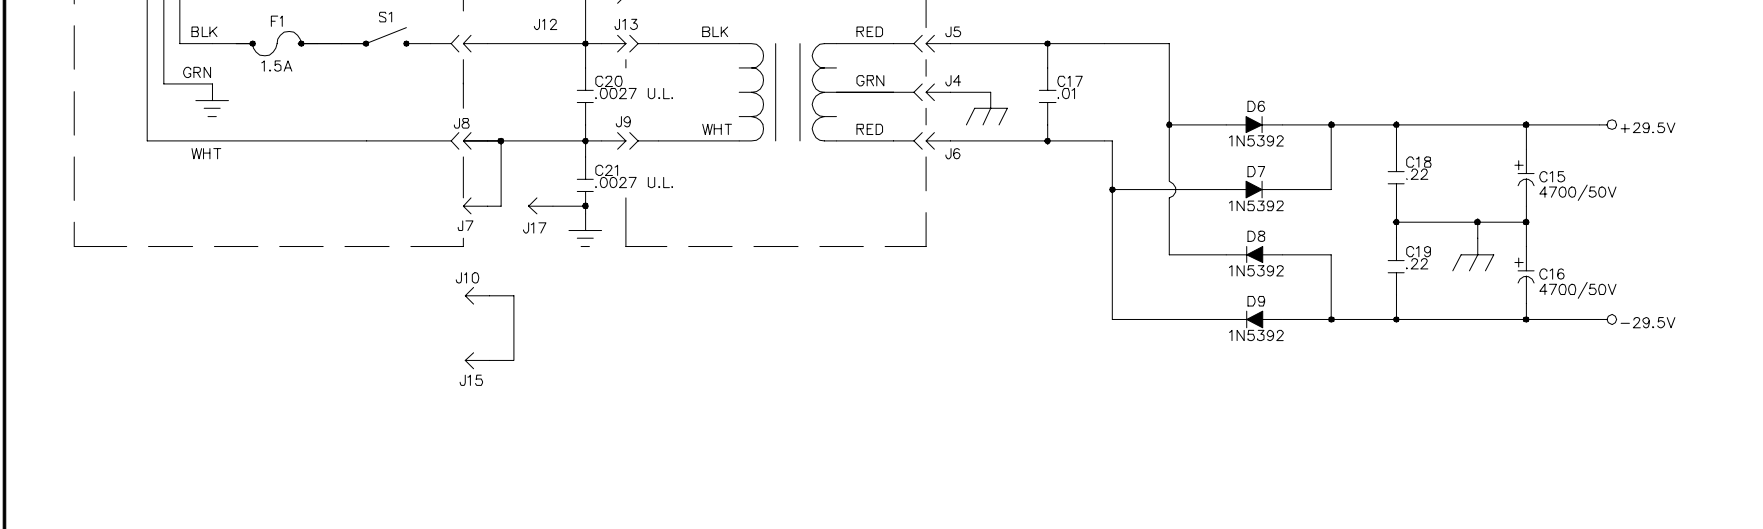 F1
S1
BLK
J12
J13
BLK
RED
J5
1.5A
GRN
C20
.0027 U.L.
GRN
J4
C17
.01
D6
1N5392
+29.5V
J8
J9
WHT
RED
J6
WHT
C21
.0027 U.L.
D7
1N5392
C18
.22
+
C15
4700/50V
J7
J17
D8
1N5392
C19
.22
+
C16
4700/50V
J10
D9
1N5392
-29.5V
J15